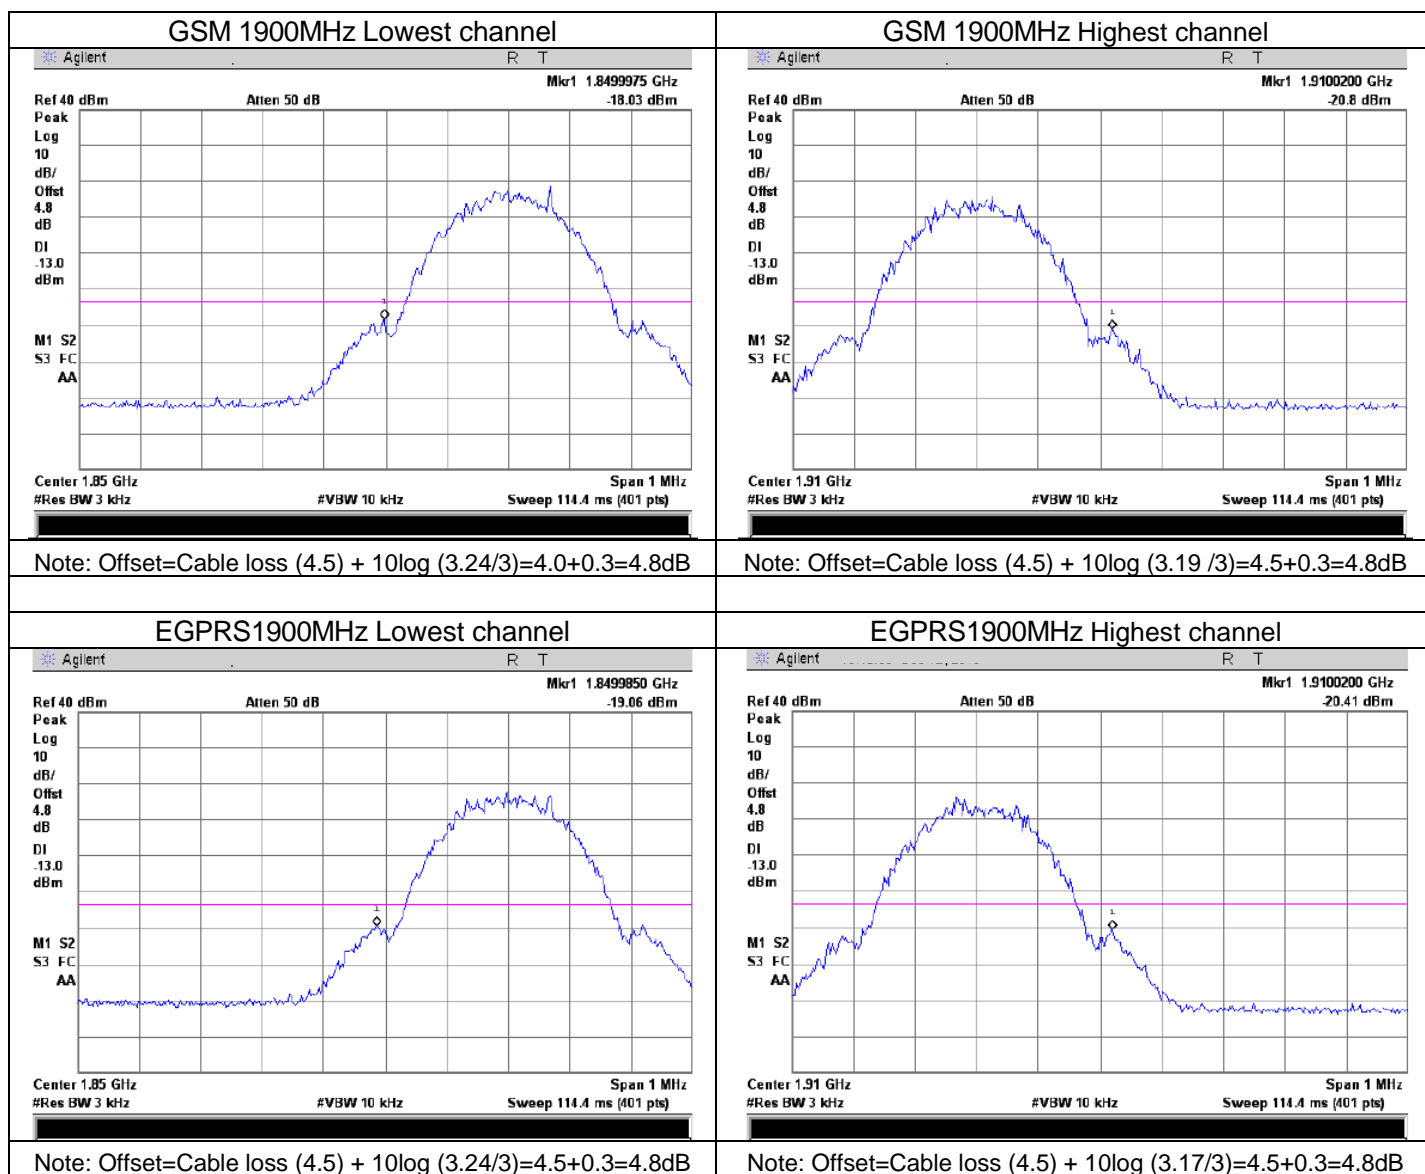 GSM 1900MHz Lowest channel
Agilent
R T
Mkr1 1.8499975 GHz
Ref 40 dBm Atten 50 dB -18.03 dBm
Peak
Log
10
dB/
Offst
4.8
dB
DI
-13.0
dBm
M1 S2
S3 FC
AA
1
Center 1.85 GHz Span 1 MHz
#Res BW 3 kHz #VBW 10 kHz Sweep 114.4 ms (401 pts)
Note: Offset=Cable loss (4.5) + 10log (3.24/3)=4.0+0.3=4.8dB
GSM 1900MHz Highest channel
Agilent
R T
Mkr1 1.9100200 GHz
Ref 40 dBm Atten 50 dB -20.8 dBm
Peak
Log
10
dB/
Offst
4.8
dB
DI
-13.0
dBm
M1 S2
S3 FC
AA
1
Center 1.91 GHz Span 1 MHz
#Res BW 3 kHz #VBW 10 kHz Sweep 114.4 ms (401 pts)
Note: Offset=Cable loss (4.5) + 10log (3.19 /3)=4.5+0.3=4.8dB
EGPRS1900MHz Lowest channel
Agilent
R T
Mkr1 1.8499850 GHz
Ref 40 dBm Atten 50 dB -19.06 dBm
Peak
Log
10
dB/
Offst
4.8
dB
DI
-13.0
dBm
M1 S2
S3 FC
AA
1
Center 1.85 GHz Span 1 MHz
#Res BW 3 kHz #VBW 10 kHz Sweep 114.4 ms (401 pts)
Note: Offset=Cable loss (4.5) + 10log (3.24/3)=4.5+0.3=4.8dB
EGPRS1900MHz Highest channel
Agilent
R T
Mkr1 1.9100200 GHz
Ref 40 dBm Atten 50 dB -20.41 dBm
Peak
Log
10
dB/
Offst
4.8
dB
DI
-13.0
dBm
M1 S2
S3 FC
AA
1
Center 1.91 GHz Span 1 MHz
#Res BW 3 kHz #VBW 10 kHz Sweep 114.4 ms (401 pts)
Note: Offset=Cable loss (4.5) + 10log (3.17/3)=4.5+0.3=4.8dB